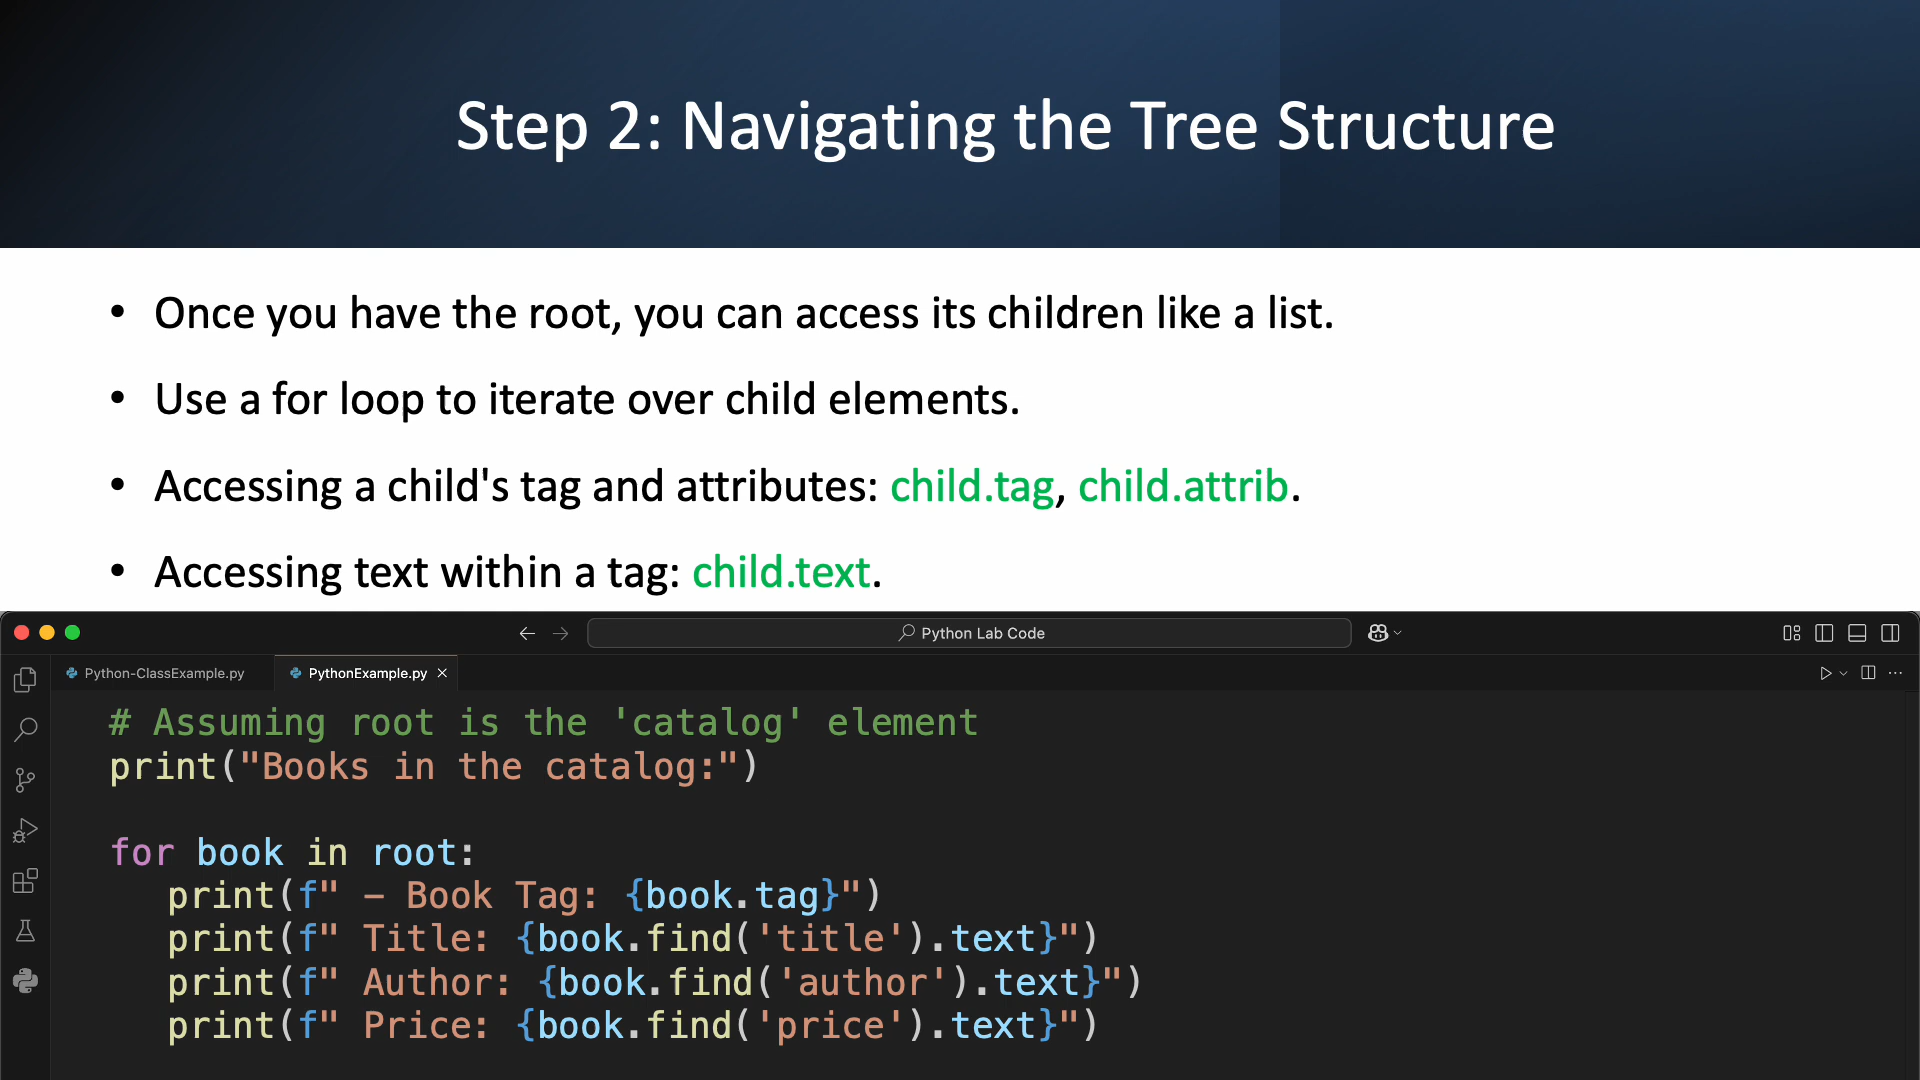 Step 2: Navigating the Tree Structure
• Once you have the root, you can access its children like a list.
• Use a for loop to iterate over child elements.
• Accessing a child's tag and attributes: child.tag, child.attrib.
• Accessing text within a tag: child.text.
Python Lab Code
Python-ClassExample.py
PythonExample.py
# Assuming root is the 'catalog' element
print("Books in the catalog:")
for book in root:
print(f" – Book Tag: {book.tag}")
print(f" Title: {book.find('title').text}")
print(f" Author: {book.find('author').text}")
print(f" Price: {book.find('price').text}")